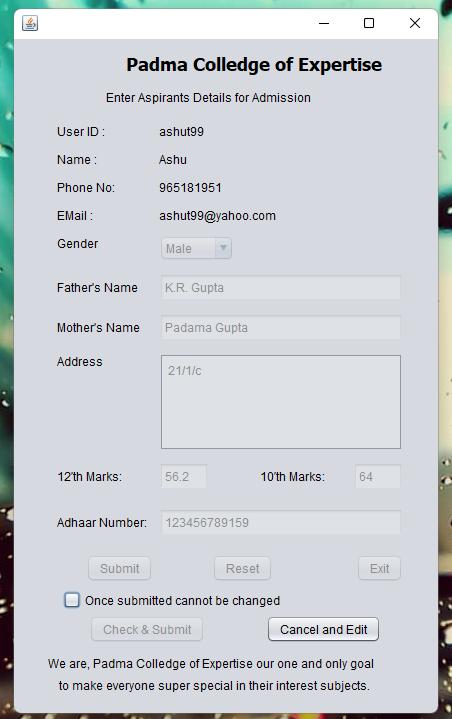 Padma Colledge of Expertise
Enter Aspirants Details for Admission
User ID : ashut99
Name : Ashu
Phone No: 965181951
EMail : ashut99@yahoo.com
Gender Male
Father's Name K.R. Gupta
Mother's Name Padama Gupta
Address 21/1/c
12'th Marks: 56.2 10'th Marks: 64
Adhaar Number: 123456789159
Submit Reset Exit
Once submitted cannot be changed
Check & Submit Cancel and Edit
We are, Padma Colledge of Expertise our one and only goal
to make everyone super special in their interest subjects.